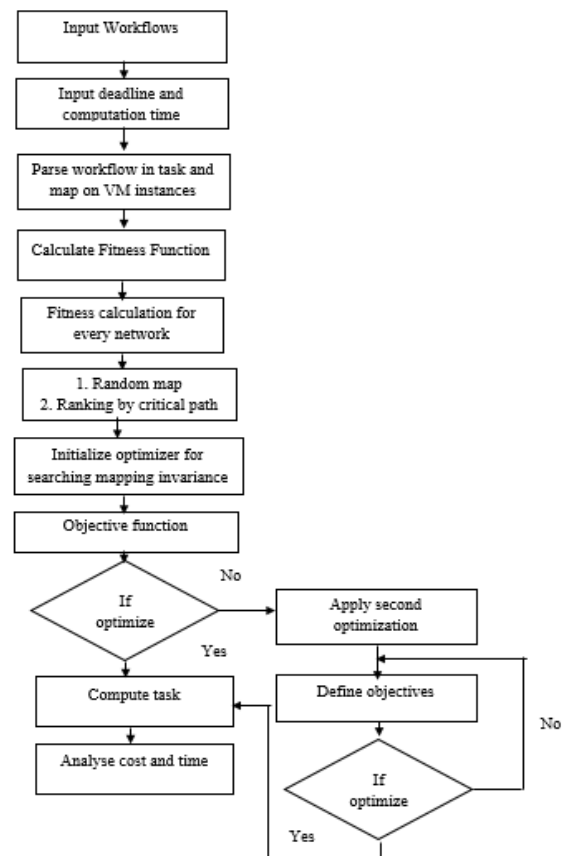 Input Workflows
Input deadline and
computation time
Parse workflow in task and
map on VM instances
Calculate Fitness Function
Fitness calculation for
every network
1. Random map
2. Ranking by critical path
Initialize optimizer for
searching mapping invariance
Objective function
If
optimize
No
Yes
Apply second
optimization
Compute task
Define objectives
No
Analyse cost and time
If
optimize
Yes